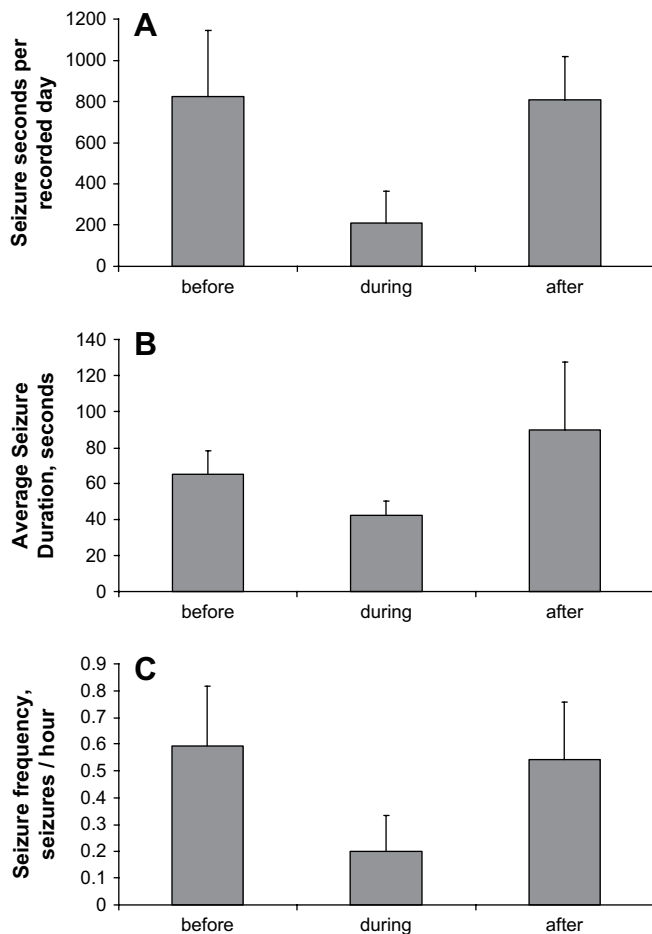 A
Seizure seconds per
recorded day
1200
1000
800
600
400
200
0
before during after
B
Average Seizure
Duration, seconds
140
120
100
80
60
40
20
0
before during after
C
Seizure frequency,
seizures / hour
0.9
0.8
0.7
0.6
0.5
0.4
0.3
0.2
0.1
0
before during after